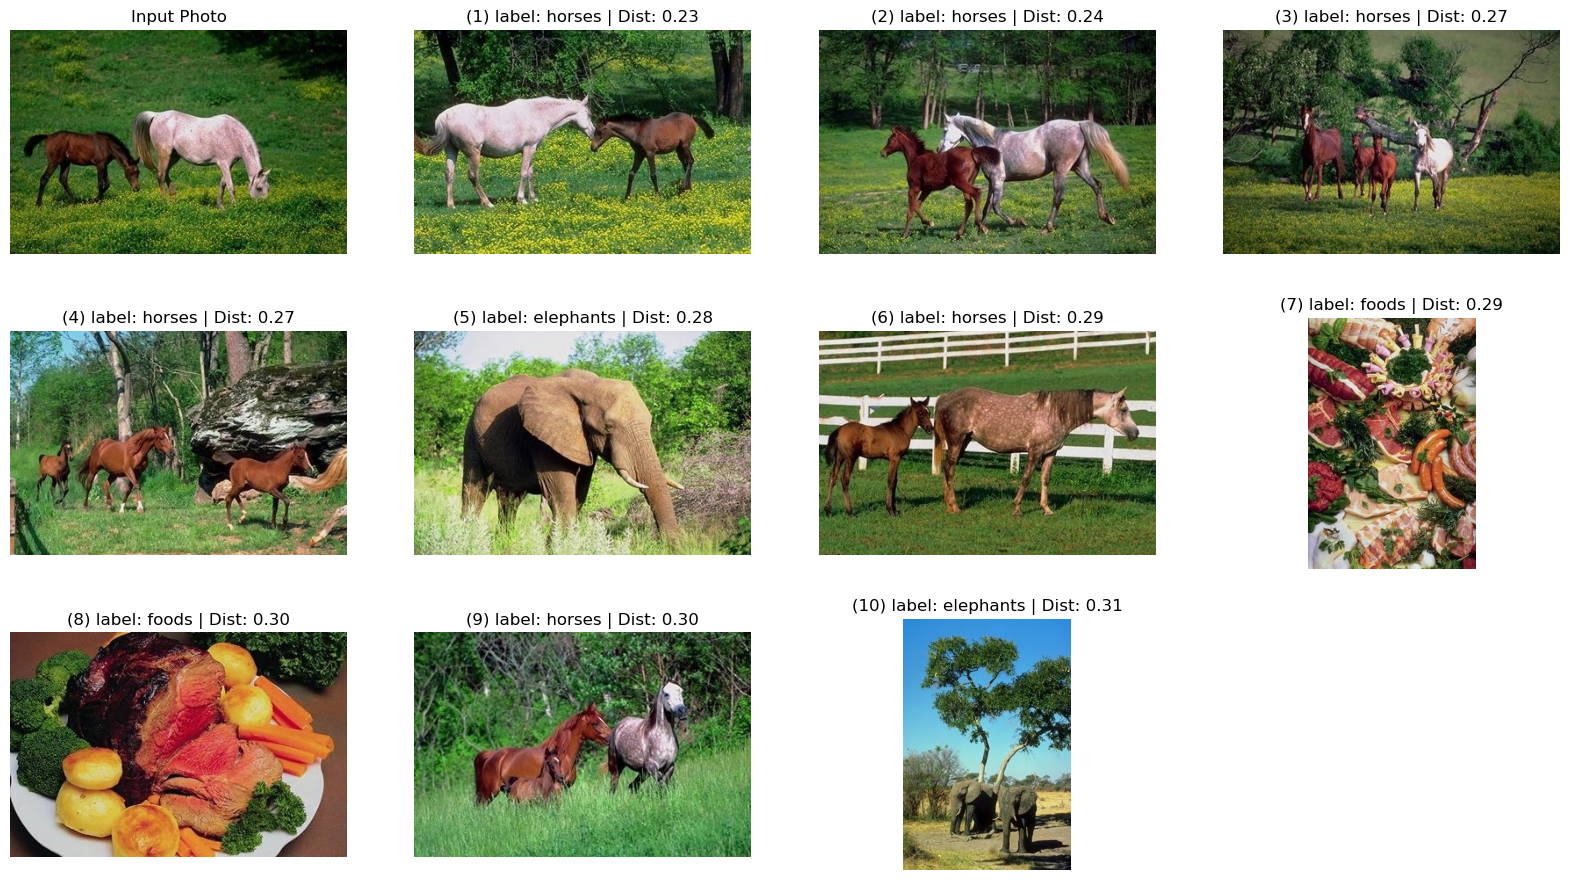 Input Photo
(1) label: horses | Dist: 0.23
(2) label: horses | Dist: 0.24
(3) label: horses | Dist: 0.27
(4) label: horses | Dist: 0.27
(5) label: elephants | Dist: 0.28
(6) label: horses | Dist: 0.29
(7) label: foods | Dist: 0.29
(8) label: foods | Dist: 0.30
(9) label: horses | Dist: 0.30
(10) label: elephants | Dist: 0.31